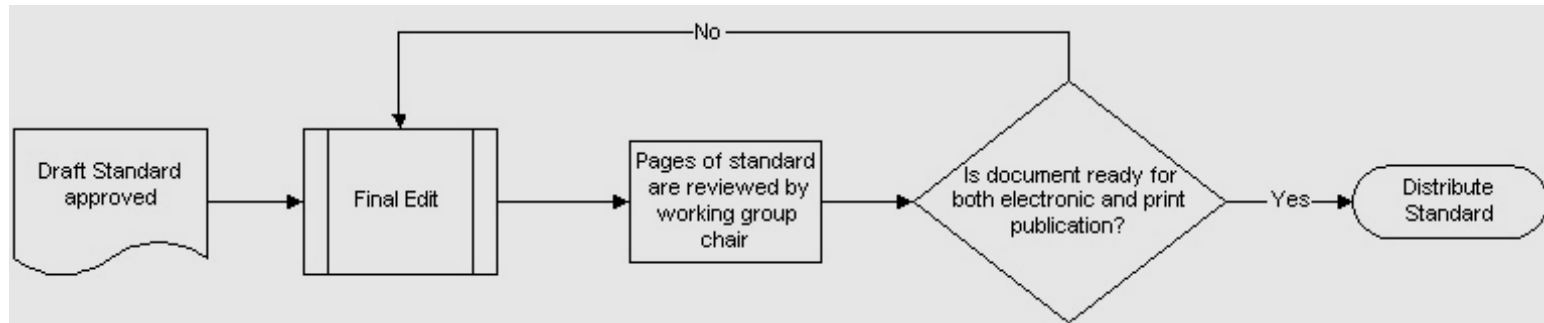 No
Draft Standard
approved
Final Edit
Pages of standard
are reviewed by
working group
chair
Is document ready for
both electronic and print
publication?
Yes
Distribute
Standard